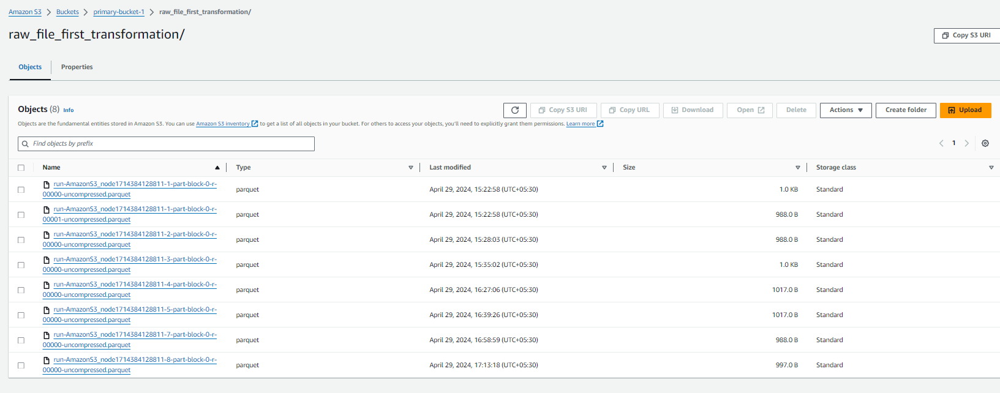 Amazon S3 > Buckets > primary-bucket-1 > raw_file_first_transformation/
raw_file_first_transformation/
Copy S3 URI
Objects Properties
Objects (8) Info
Copy S3 URI Copy URL Download Open Delete Actions Create folder Upload
Objects are the fundamental entities stored in Amazon S3. You can use Amazon S3 inventory to get a list of all objects in your bucket. For others to access your objects, you'll need to explicitly grant them permissions. Learn more
Find objects by prefix
1
Name Type Last modified Size Storage class
run-AmazonS3_node1714384128811-1-part-block-0-r-
00000-uncompressed.parquet
parquet April 29, 2024, 15:22:58 (UTC+05:30) 1.0 KB Standard
run-AmazonS3_node1714384128811-1-part-block-0-r-
00001-uncompressed.parquet
parquet April 29, 2024, 15:22:58 (UTC+05:30) 988.0 B Standard
run-AmazonS3_node1714384128811-2-part-block-0-r-
00000-uncompressed.parquet
parquet April 29, 2024, 15:28:03 (UTC+05:30) 988.0 B Standard
run-AmazonS3_node1714384128811-3-part-block-0-r-
00000-uncompressed.parquet
parquet April 29, 2024, 15:35:02 (UTC+05:30) 1.0 KB Standard
run-AmazonS3_node1714384128811-4-part-block-0-r-
00000-uncompressed.parquet
parquet April 29, 2024, 16:27:06 (UTC+05:30) 1017.0 B Standard
run-AmazonS3_node1714384128811-5-part-block-0-r-
00000-uncompressed.parquet
parquet April 29, 2024, 16:39:26 (UTC+05:30) 1017.0 B Standard
run-AmazonS3_node1714384128811-7-part-block-0-r-
00000-uncompressed.parquet
parquet April 29, 2024, 16:58:59 (UTC+05:30) 988.0 B Standard
run-AmazonS3_node1714384128811-8-part-block-0-r-
00000-uncompressed.parquet
parquet April 29, 2024, 17:13:18 (UTC+05:30) 997.0 B Standard